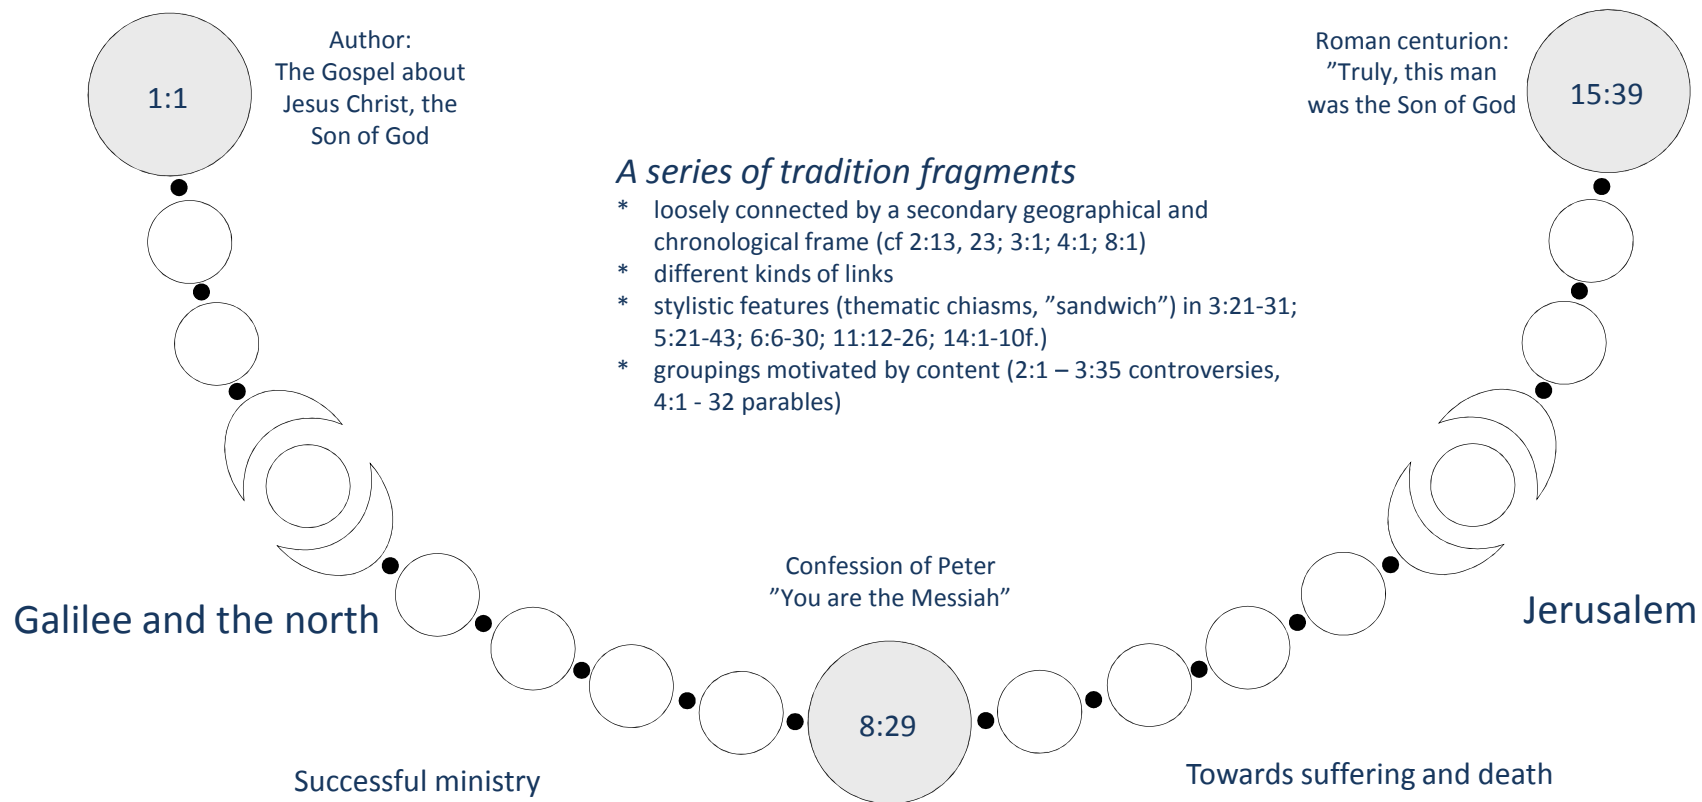 1:1
Author:
The Gospel about
Jesus Christ, the
Son of God
Roman centurion:
”Truly, this man
was the Son of God
15:39
A series of tradition fragments
* loosely connected by a secondary geographical and
chronological frame (cf 2:13, 23; 3:1; 4:1; 8:1)
* different kinds of links
* stylistic features (thematic chiasms, ”sandwich”) in 3:21-31;
5:21-43; 6:6-30; 11:12-26; 14:1-10f.)
* groupings motivated by content (2:1 – 3:35 controversies,
4:1 - 32 parables)
Confession of Peter
”You are the Messiah”
Galilee and the north
Jerusalem
8:29
Successful ministry
Towards suffering and death